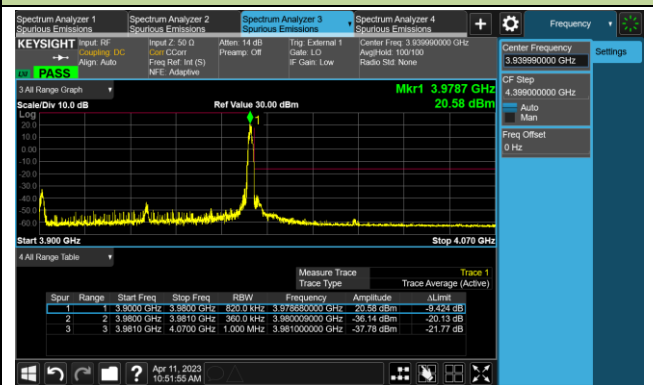 Spectrum Analyzer 1
Spurious Emissions
Spectrum Analyzer 2
Spurious Emissions
Spectrum Analyzer 3
Spurious Emissions
Spectrum Analyzer 4
Spurious Emissions
Frequency
KEYSIGHT
Input: RF
Coupling: DC
Align: Auto
Input Z: 50 Ω
Corr CCorr
Freq Ref: Int (S)
NFE: Adaptive
Atten: 14 dB
Preamp: Off
Trig: External 1
Gate: LO
IF Gain: Low
Center Freq: 3.939990000 GHz
Avg|Hold: 100/100
Radio Std: None
PASS
Center Frequency
3.939990000 GHz
Settings
CF Step
4.399000000 GHz
Auto
Man
Freq Offset
0 Hz
3 All Range Graph
Mkr1 3.9787 GHz
Scale/Div 10.0 dB
Ref Value 30.00 dBm
20.58 dBm
Log
20.0
10.0
0.00
-10.0
-20.0
-30.0
-40.0
-50.0
-60.0
1
Start 3.900 GHz
Stop 4.070 GHz
4 All Range Table
Measure Trace Trace 1
Trace Type Trace Average (Active)
Spur Range Start Freq Stop Freq RBW Frequency Amplitude ΔLimit
1 1 3.9000 GHz 3.9800 GHz 820.0 kHz 3.978680000 GHz 20.58 dBm -9.424 dB
2 2 3.9800 GHz 3.9810 GHz 360.0 kHz 3.980009000 GHz -36.14 dBm -20.13 dB
3 3 3.9810 GHz 4.0700 GHz 1.000 MHz 3.981000000 GHz -37.78 dBm -21.77 dB
Apr 11, 2023
10:51:55 AM